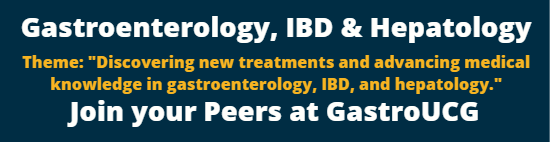 Gastroenterology, IBD & Hepatology
Theme: "Discovering new treatments and advancing medical
knowledge in gastroenterology, IBD, and hepatology."
Join your Peers at GastroUCG